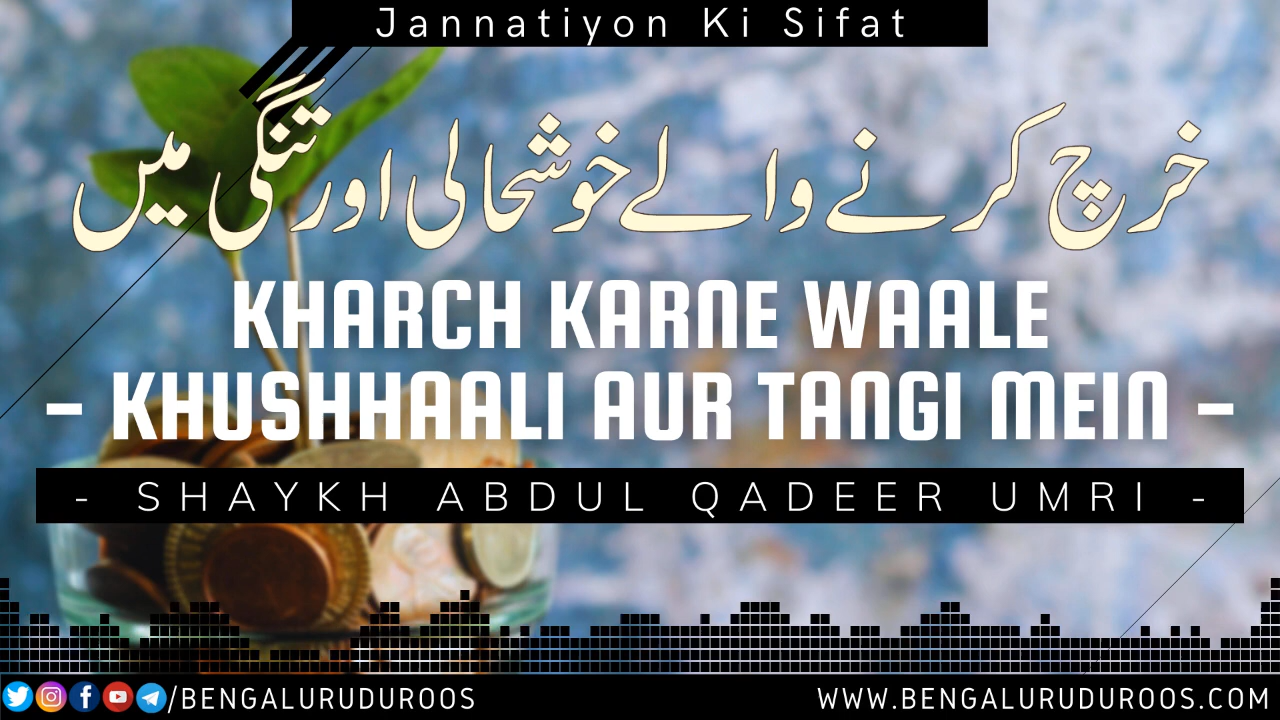 Jannatiyon Ki Sifat
خرچ کرنے والے خوشحالی اور تنگی میں
KHARCH KARNE WAALE
- KHUSHHAALI AUR TANGI MEIN -
- SHAYKH ABDUL QADEER UMRI -
/BENGALURUDUROOS
WWW.BENGALURUDUROOS.COM